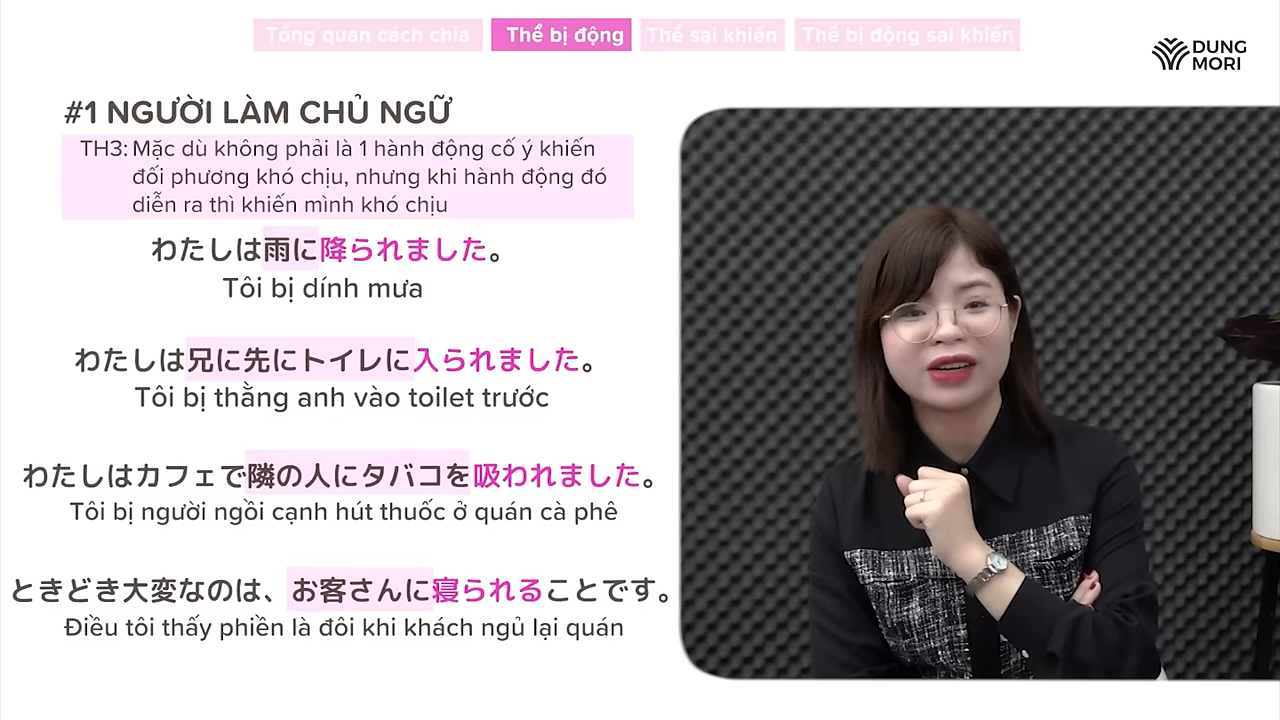 Tổng quan cách chia
Thể bị động
Thể sai khiến
Thể bị động sai khiến
DUNG
MORI
#1 NGƯỜI LÀM CHỦ NGỮ
TH3: Mặc dù không phải là 1 hành động cố ý khiến
đối phương khó chịu, nhưng khi hành động đó
diễn ra thì khiến mình khó chịu
わたしは雨に降られました。
Tôi bị dính mưa
わたしは兄に先にトイレに入られました。
Tôi bị thằng anh vào toilet trước
わたしはカフェで隣の人にタバコを吸われました。
Tôi bị người ngồi cạnh hút thuốc ở quán cà phê
ときどき大変なのは、お客さんに寝られることです。
Điều tôi thấy phiền là đôi khi khách ngủ lại quán